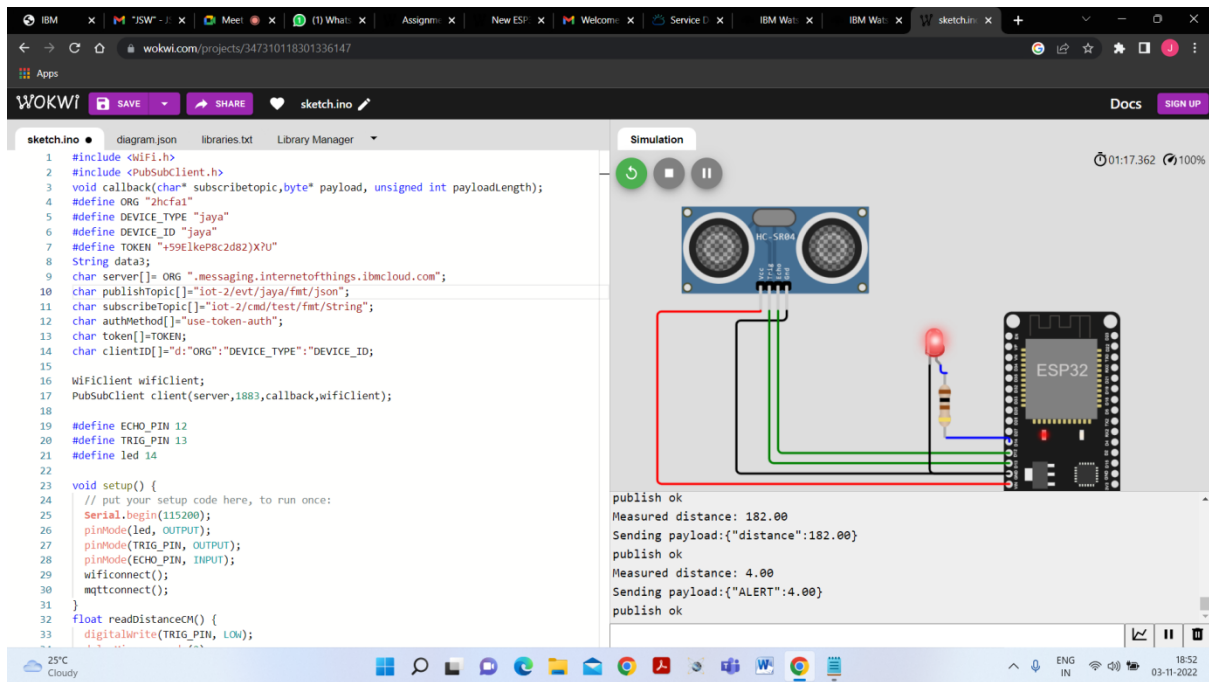 IBM
"JSW" - J
Meet
(1) Whats
Assignme
New ESP
Welcome
Service D
IBM Wats
IBM Wats
sketch.in
wokwi.com/projects/347310118301336147
Apps
WOKWI SAVE SHARE sketch.ino Docs SIGN UP
sketch.ino ● diagram.json libraries.txt Library Manager
Simulation
01:17.362 100%
1 #include <WiFi.h>
2 #include <PubSubClient.h>
3 void callback(char* subscribetopic,byte* payload, unsigned int payloadLength);
4 #define ORG "2hcfa1"
5 #define DEVICE_TYPE "jaya"
6 #define DEVICE_ID "jaya"
7 #define TOKEN "+59ElkeP8c2d82)X?U"
8 String data3;
9 char server[]= ORG ".messaging.internetofthings.ibmcloud.com";
10 char publishTopic[]="iot-2/evt/jaya/fmt/json";
11 char subscribeTopic[]="iot-2/cmd/test/fmt/String";
12 char authMethod[]="use-token-auth";
13 char token[]=TOKEN;
14 char clientID[]="d:"ORG":"DEVICE_TYPE":"DEVICE_ID;
15
16 WiFiClient wifiClient;
17 PubSubClient client(server,1883,callback,wifiClient);
18
19 #define ECHO_PIN 12
20 #define TRIG_PIN 13
21 #define led 14
22
23 void setup() {
24 // put your setup code here, to run once:
25 Serial.begin(115200);
26 pinMode(led, OUTPUT);
27 pinMode(TRIG_PIN, OUTPUT);
28 pinMode(ECHO_PIN, INPUT);
29 wificonnect();
30 mqttconnect();
31 }
32 float readDistanceCM() {
33 digitalWrite(TRIG_PIN, LOW);
HC-SR04
Vcc
Trig
Echo
Gnd
ESP32
publish ok
Measured distance: 182.00
Sending payload:{"distance":182.00}
publish ok
Measured distance: 4.00
Sending payload:{"ALERT":4.00}
publish ok
25°C
Cloudy
ENG
IN
18:52
03-11-2022